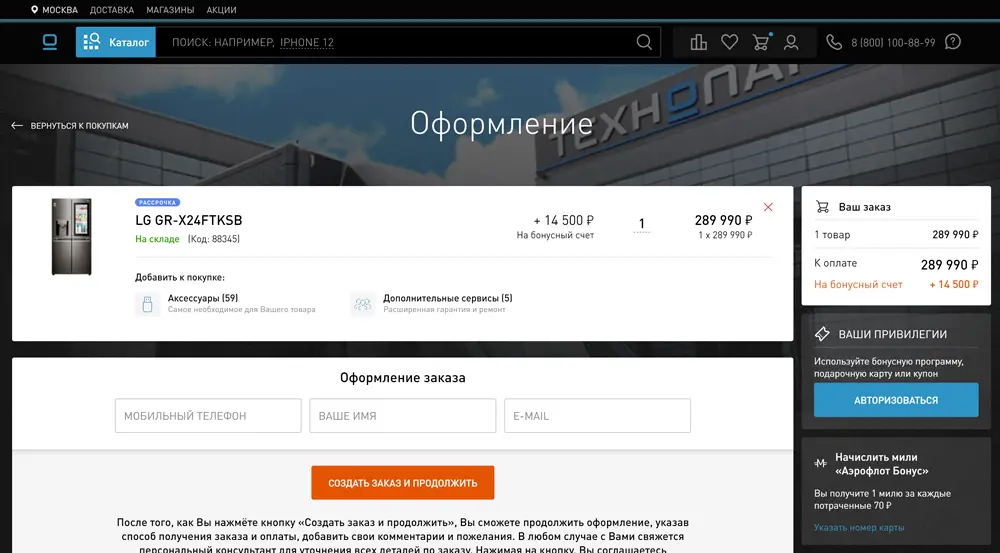 МОСКВА ДОСТАВКА МАГАЗИНЫ АКЦИИ
Каталог ПОИСК: НАПРИМЕР, IPHONE 12 8 (800) 100-88-99
ВЕРНУТЬСЯ К ПОКУПКАМ
Оформление
ТЕХНОПАРК
РАССРОЧКА
LG GR-X24FTKSB
На складе (Код: 88345)
+ 14 500 ₽
На бонусный счет
1
289 990 ₽
1 x 289 990 ₽
Добавить к покупке:
Аксессуары (59)
Самое необходимое для Вашего товара
Дополнительные сервисы (5)
Расширенная гарантия и ремонт
Ваш заказ
1 товар 289 990 ₽
К оплате 289 990 ₽
На бонусный счет + 14 500 ₽
ВАШИ ПРИВИЛЕГИИ
Используйте бонусную программу,
подарочную карту или купон
АВТОРИЗОВАТЬСЯ
Начислить мили
«Аэрофлот Бонус»
Вы получите 1 милю за каждые
потраченные 70 ₽
Указать номер карты
Оформление заказа
МОБИЛЬНЫЙ ТЕЛЕФОН ВАШЕ ИМЯ E-MAIL
СОЗДАТЬ ЗАКАЗ И ПРОДОЛЖИТЬ
После того, как Вы нажмёте кнопку «Создать заказ и продолжить», Вы сможете продолжить оформление, указав
способ получения заказа и оплаты, добавить свои комментарии и пожелания. В любом случае с Вами свяжется
персональный консультант для уточнения всех деталей по заказу. Нажимая на кнопку, Вы соглашаетесь